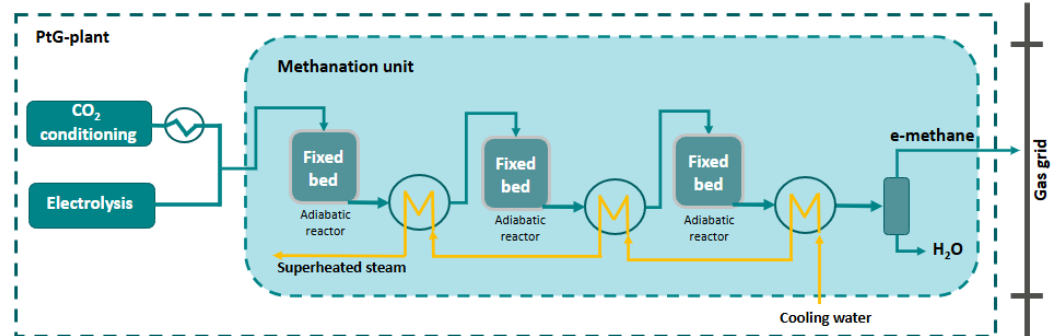 PtG-plant
Methanation unit
CO₂
conditioning
Electrolysis
Fixed
bed
Adiabatic
reactor
Fixed
bed
Adiabatic
reactor
Fixed
bed
Adiabatic
reactor
e-methane
H₂O
Superheated steam
Cooling water
Gas grid